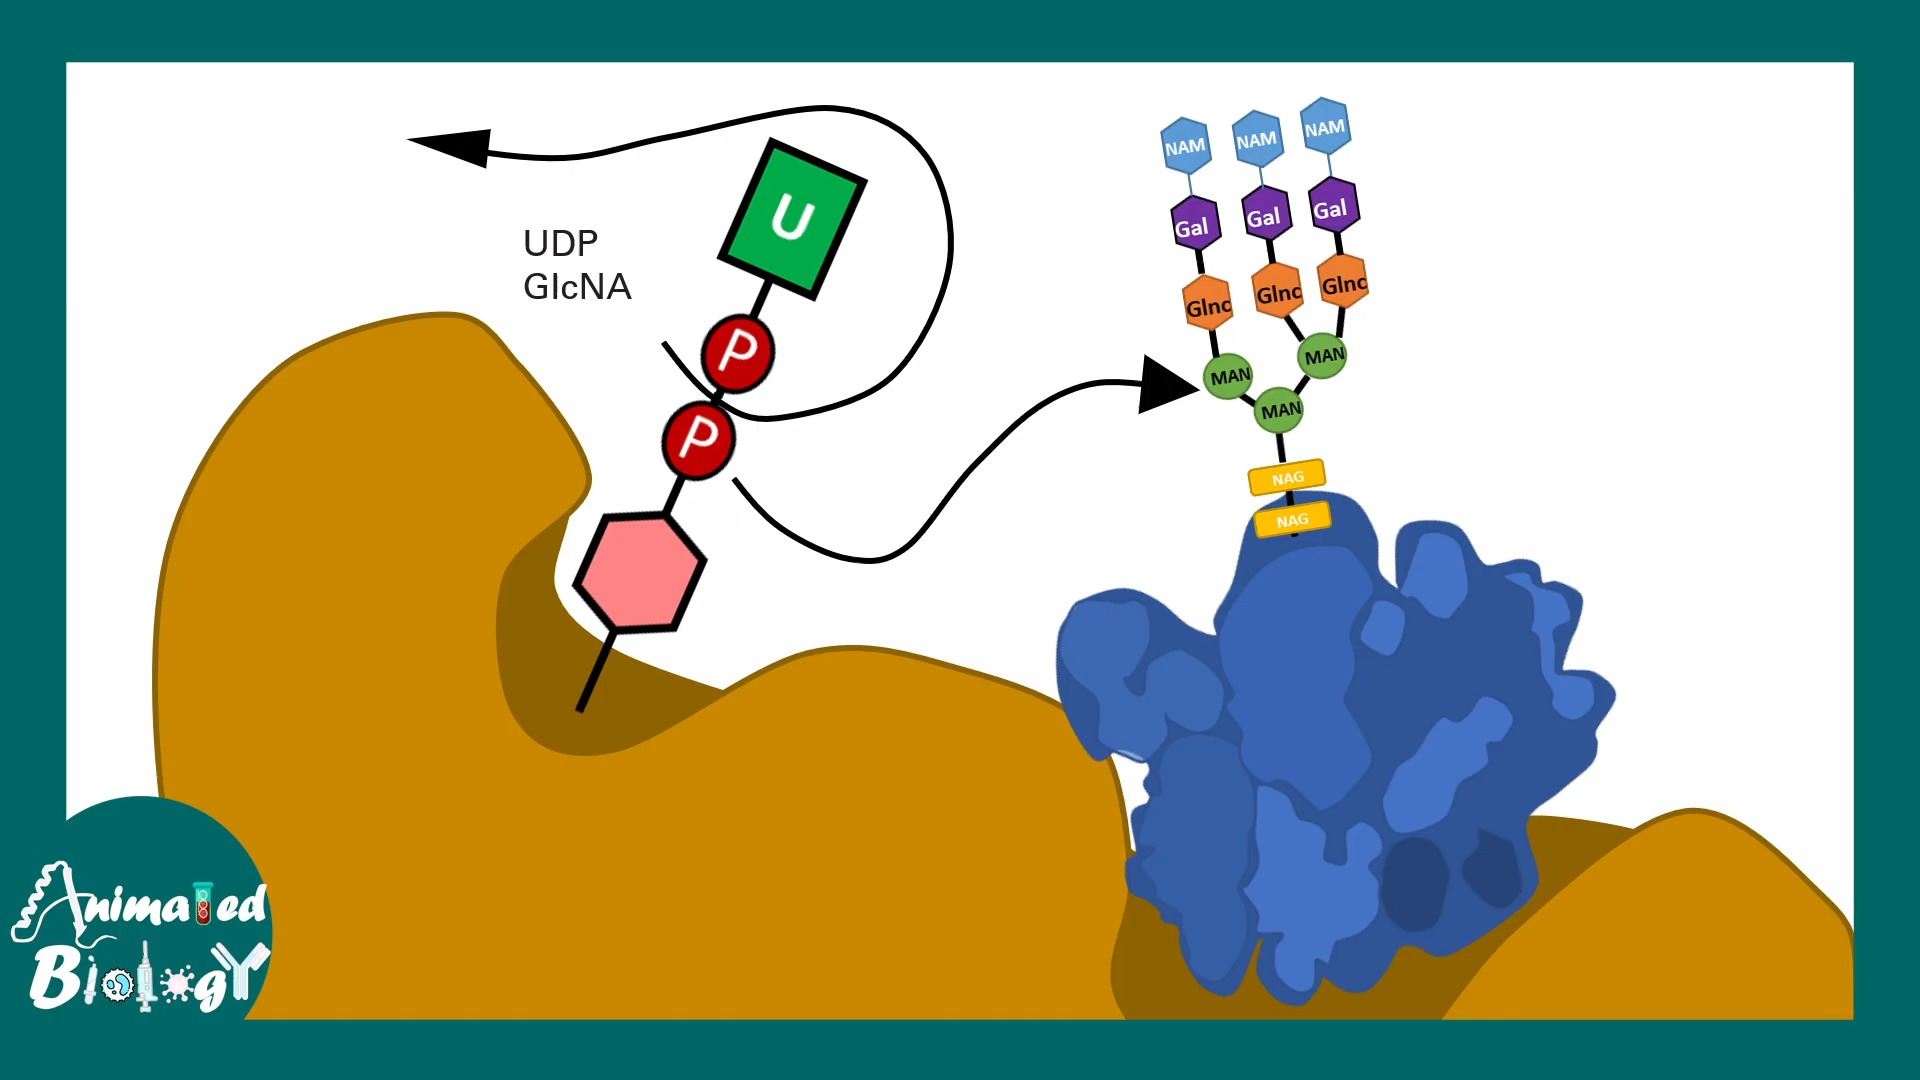 UDP
GlcNA
U
P
P
NAM
NAM
NAM
Gal
Gal
Gal
Glnc
Glnc
Glnc
MAN
MAN
MAN
NAG
NAG
Animated
Biology